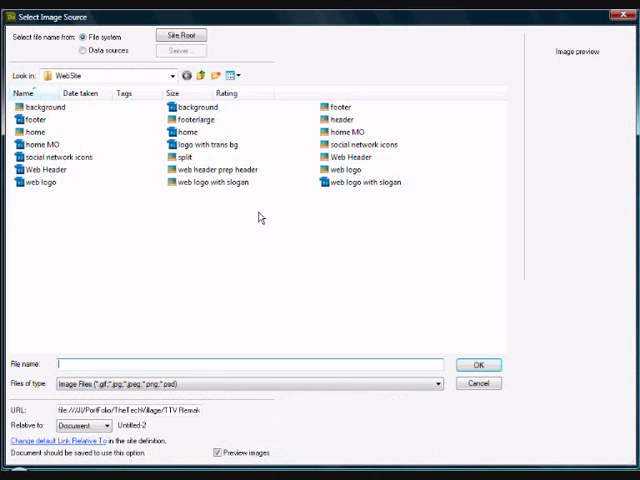 Select Image Source
Select file name from: File system Site Root
Data sources Server...
Image preview
Look in: WebSite
Name Date taken Tags Size Rating
background background footer
footer footerlarge header
home home home MO
home MO logo with trans bg social network icons
social network icons split Web Header
Web Header web header prep header web logo
web logo web logo with slogan web logo with slogan
File name: OK
Files of type: Image Files (*.gif;*.jpg;*.jpeg;*.png;*.psd) Cancel
URL: file:///J|/PortFolio/TheTechVillage/TTV Remak
Relative to: Document Untitled-2
Change default Link Relative To in the site definition.
Document should be saved to use this option. Preview images